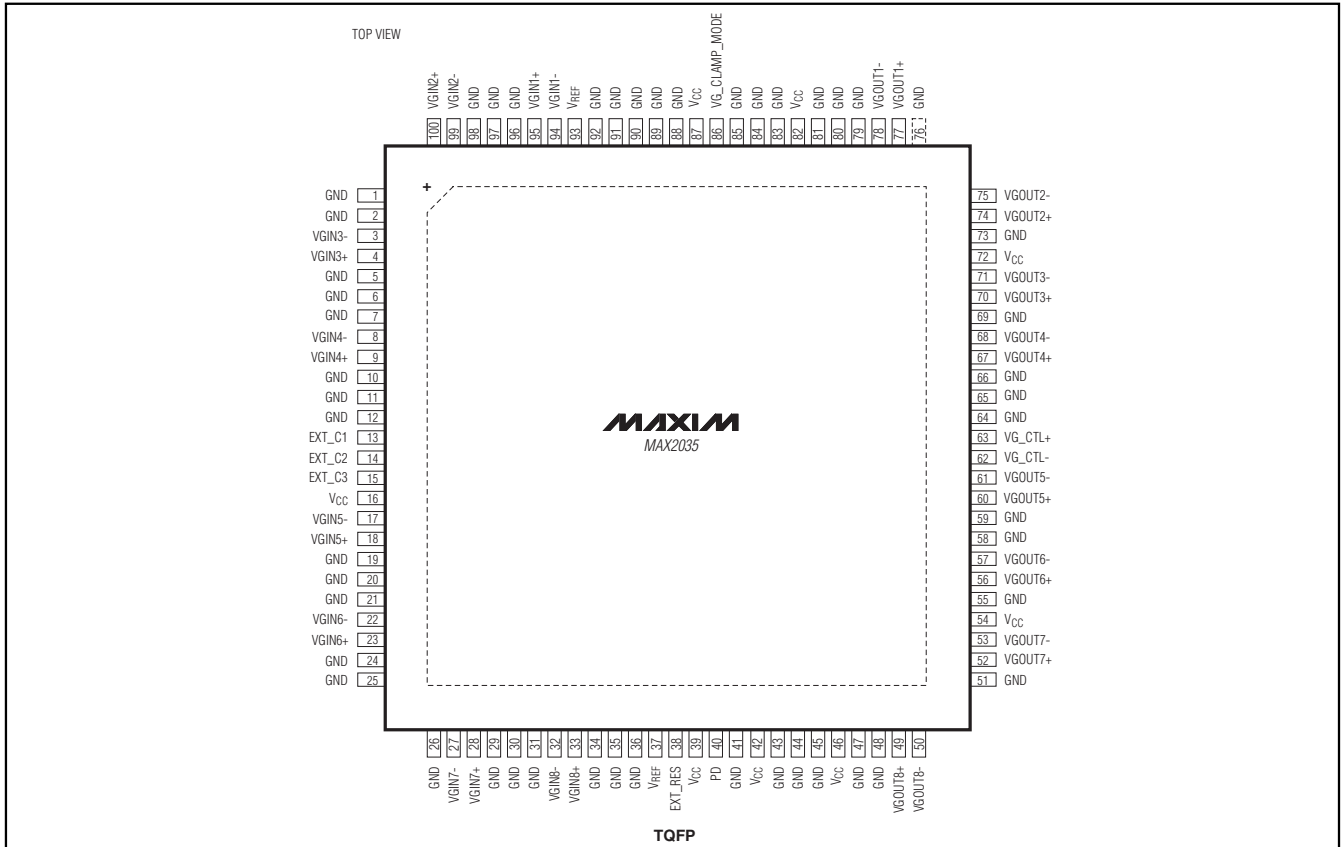 TOP VIEW
VGIN2+ 100
VGIN2- 99
GND 98
GND 97
GND 96
VGIN1+ 95
VGIN1- 94
VREF 93
GND 92
GND 91
GND 90
GND 89
GND 88
VCC 87
VG_CLAMP_MODE 86
GND 85
GND 84
GND 83
VCC 82
GND 81
GND 80
GND 79
VGOUT1- 78
VGOUT1+ 77
GND 76
GND 1
GND 2
VGIN3- 3
VGIN3+ 4
GND 5
GND 6
GND 7
VGIN4- 8
VGIN4+ 9
GND 10
GND 11
GND 12
EXT_C1 13
EXT_C2 14
EXT_C3 15
VCC 16
VGIN5- 17
VGIN5+ 18
GND 19
GND 20
GND 21
VGIN6- 22
VGIN6+ 23
GND 24
GND 25
+
MAXIM
MAX2035
75 VGOUT2-
74 VGOUT2+
73 GND
72 VCC
71 VGOUT3-
70 VGOUT3+
69 GND
68 VGOUT4-
67 VGOUT4+
66 GND
65 GND
64 GND
63 VG_CTL+
62 VG_CTL-
61 VGOUT5-
60 VGOUT5+
59 GND
58 GND
57 VGOUT6-
56 VGOUT6+
55 GND
54 VCC
53 VGOUT7-
52 VGOUT7+
51 GND
26 GND
27 VGIN7-
28 VGIN7+
29 GND
30 GND
31 GND
32 VGIN8-
33 VGIN8+
34 GND
35 GND
36 GND
37 VREF
38 EXT_RES
39 VCC
40 PD
41 GND
42 VCC
43 GND
44 GND
45 GND
46 VCC
47 GND
48 GND
49 VGOUT8+
50 VGOUT8-
TQFP